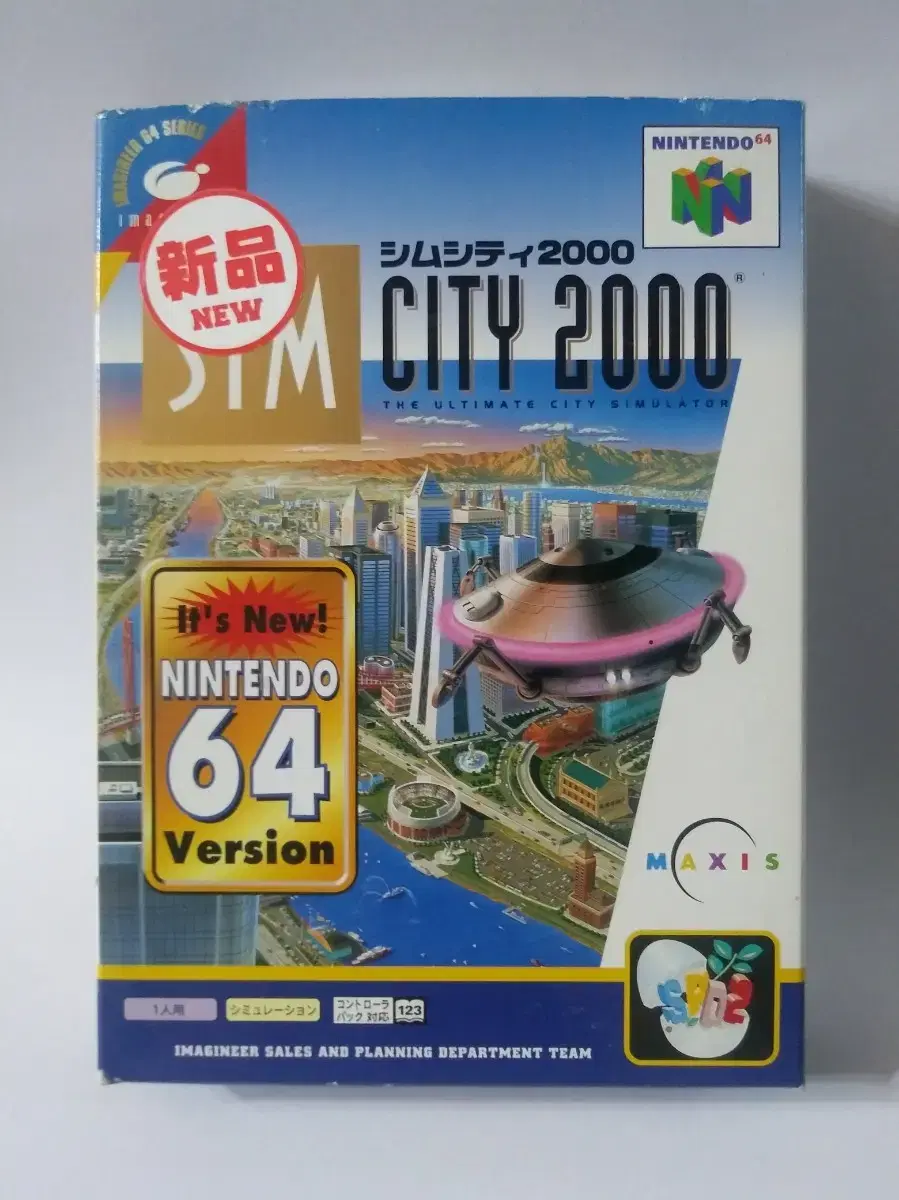 IMAGINEER 64 SERIES
新品
NEW
NINTENDO 64
シムシティ2000
SIM
CITY 2000®
THE ULTIMATE CITY SIMULATOR
It's New!
NINTENDO
64
Version
MAXIS
1人用
シミュレーション
コントローラ
パック 対応
123
IMAGINEER SALES AND PLANNING DEPARTMENT TEAM